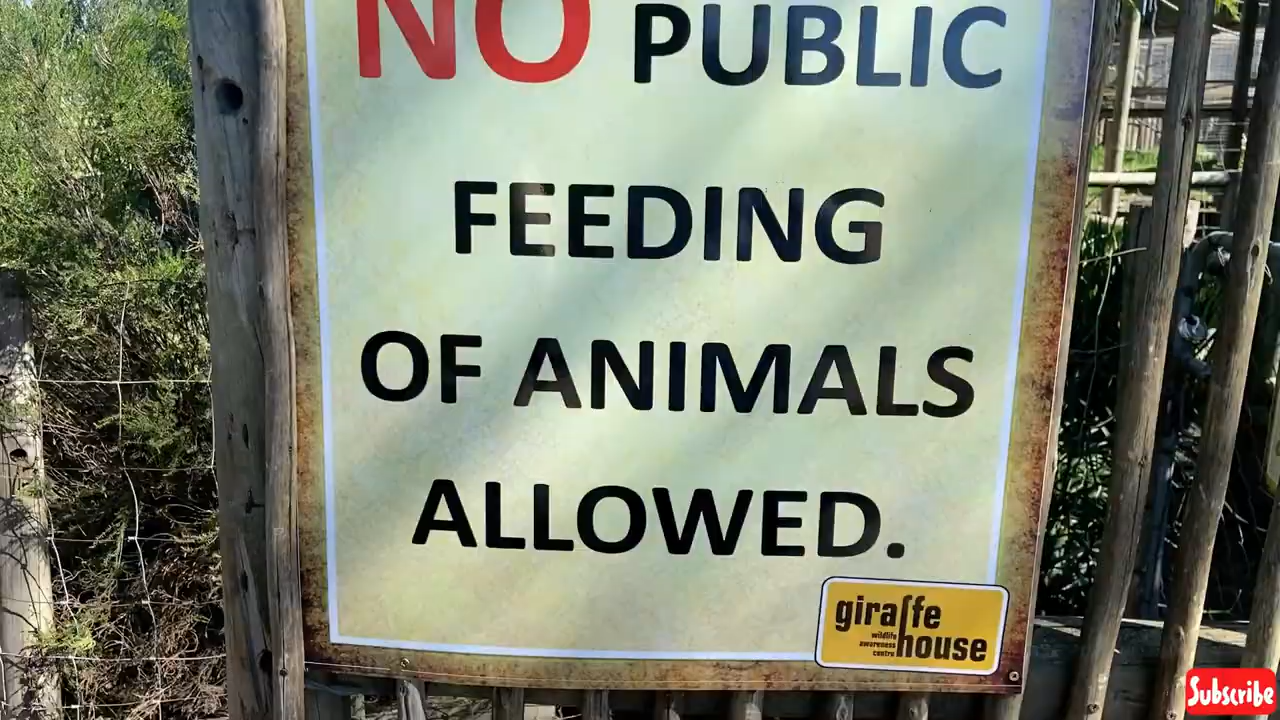 NO PUBLIC
FEEDING
OF ANIMALS
ALLOWED.
giraffe
wildlife
awareness
centre
house
Subscribe